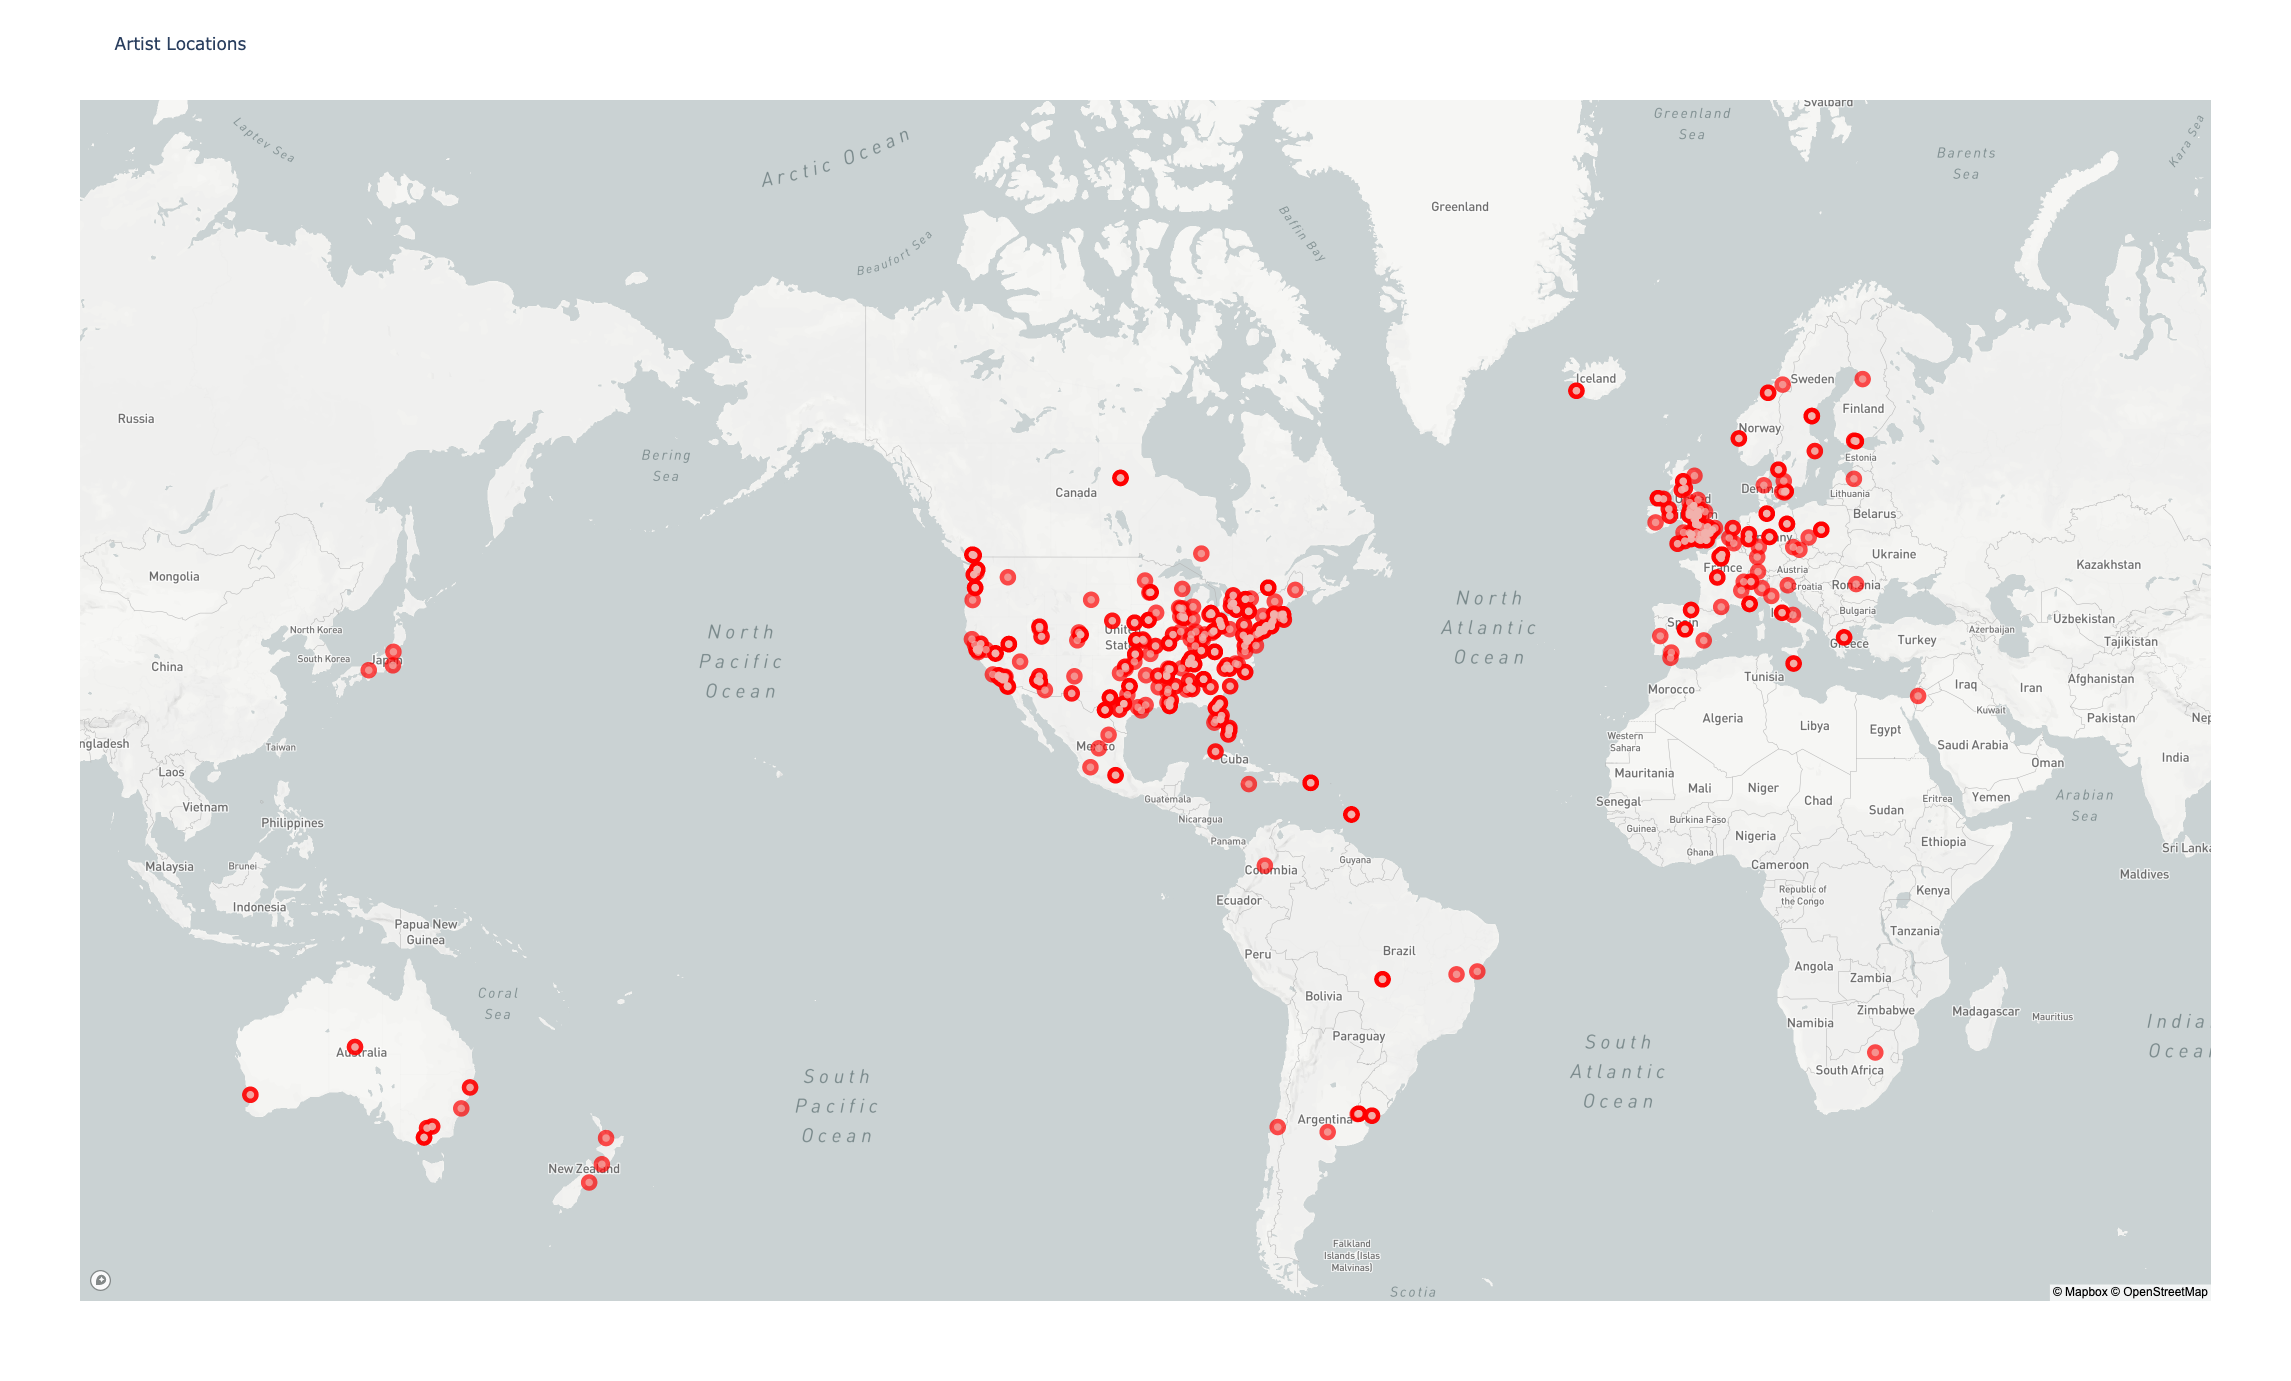 Artist Locations
Svalbard
Greenland
Sea
Laptev Sea
Arctic Ocean
Barents
Sea
Kara Sea
Greenland
Baffin Bay
Beaufort Sea
Iceland
Sweden
Russia
Finland
Norway
Bering
Sea
Estonia
Canada
Lithuania
Belarus
Ukraine
Mongolia
Kazakhstan
France
Austria
North
Pacific
Ocean
North
Atlantic
Ocean
Bulgaria
North Korea
South Korea
China
Uzbekistan
Azerbaijan
Turkey
Tajikistan
Greece
Tunisia
Morocco
Iraq
Iran
Afghanistan
Algeria
Libya
Egypt
Kuwait
Pakistan
Nep
Western
Sahara
ngladesh
Taiwan
Mexico
Cuba
Saudi Arabia
Oman
India
Laos
Mauritania
Mali
Niger
Chad
Sudan
Eritrea
Yemen
Arabian
Sea
Vietnam
Philippines
Guatemala
Nicaragua
Senegal
Burkina Faso
Guinea
Nigeria
Ethiopia
Panama
Guyana
Ghana
Cameroon
Sri Lanka
Malaysia
Brunei
Colombia
Maldives
Indonesia
Ecuador
Republic of
the Congo
Kenya
Papua New
Guinea
Tanzania
Peru
Brazil
Angola
Zambia
Coral
Sea
Bolivia
Zimbabwe
Madagascar
Mauritius
Namibia
India
Ocean
Paraguay
Australia
South
Pacific
Ocean
South
Atlantic
Ocean
South Africa
Argentina
New Zealand
Falkland
Islands (Islas
Malvinas)
Scotia
© Mapbox © OpenStreetMap